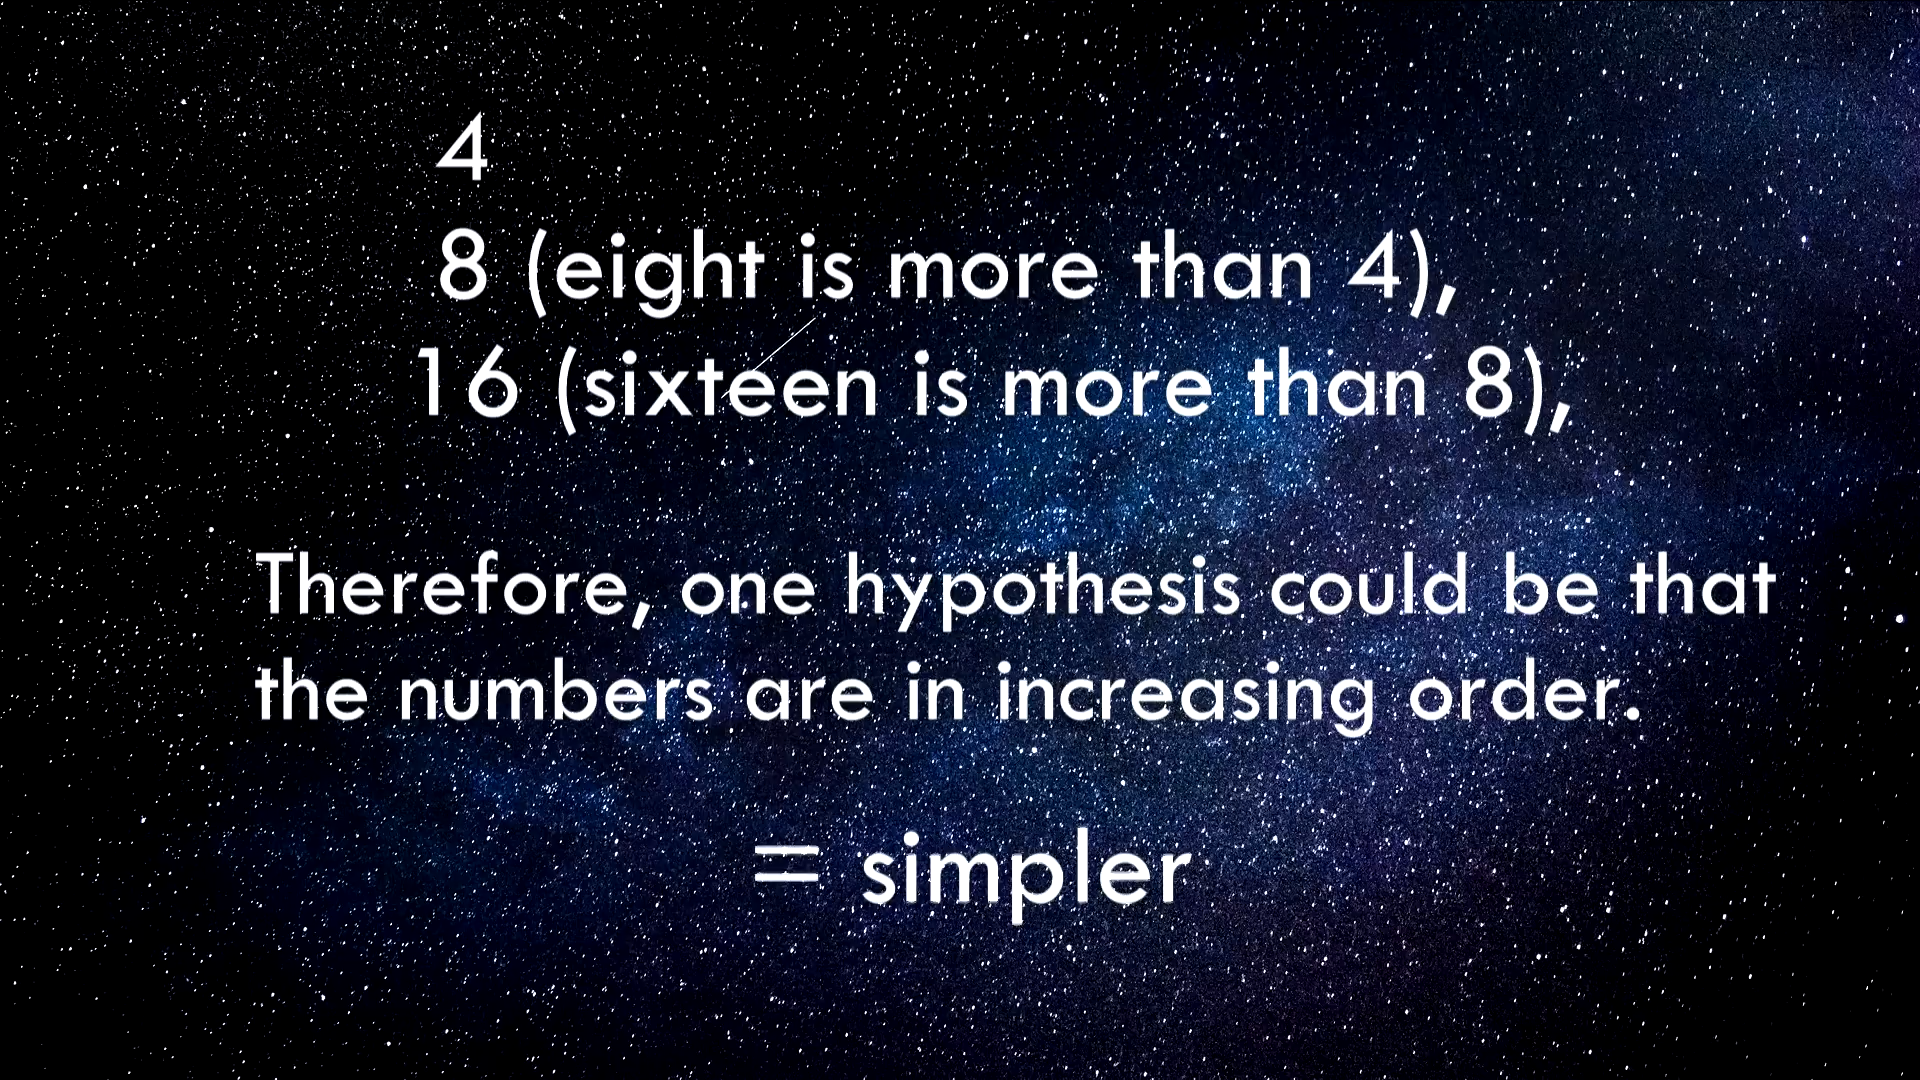 4
8 (eight is more than 4),
16 (sixteen is more than 8),
Therefore, one hypothesis could be that
the numbers are in increasing order.
= simpler